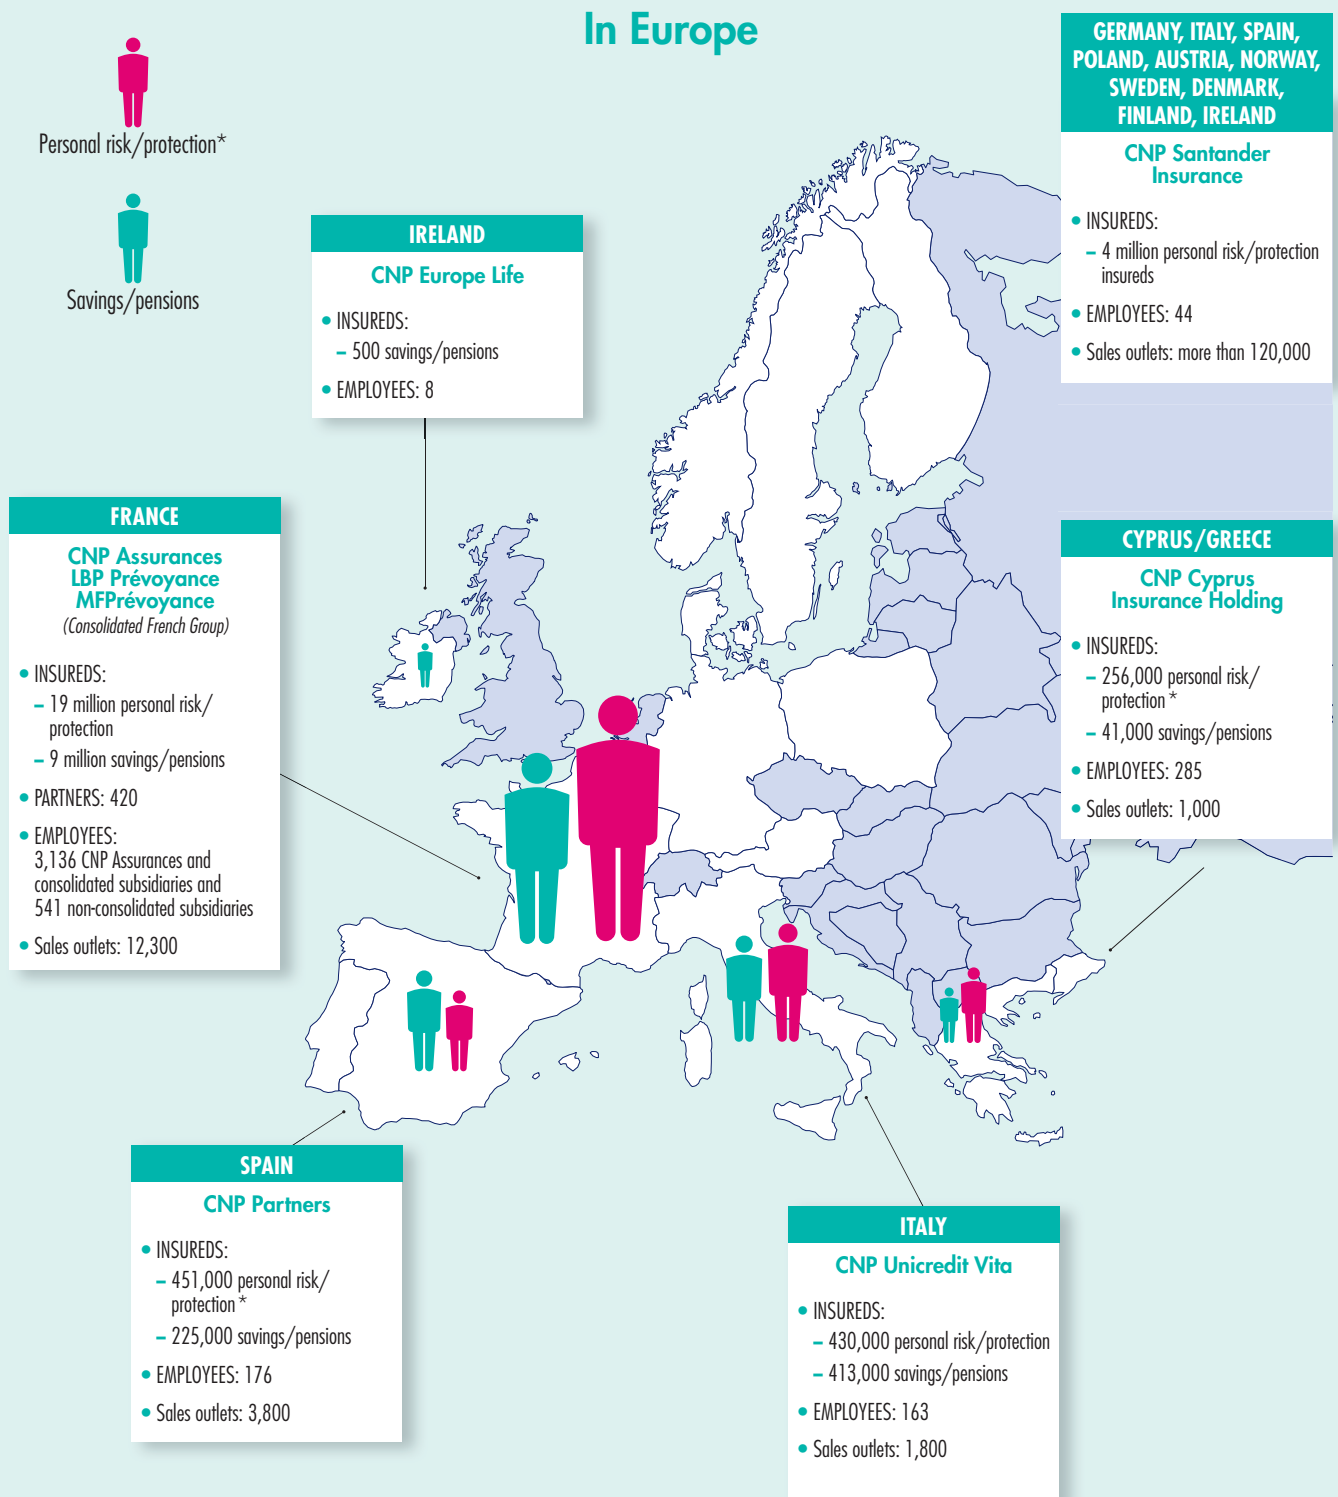 In Europe
Personal risk/protection*
Savings/pensions
GERMANY, ITALY, SPAIN,
POLAND, AUSTRIA, NORWAY,
SWEDEN, DENMARK,
FINLAND, IRELAND
CNP Santander
Insurance
• INSUREDS:
– 4 million personal risk/protection
insureds
• EMPLOYEES: 44
• Sales outlets: more than 120,000
IRELAND
CNP Europe Life
• INSUREDS:
– 500 savings/pensions
• EMPLOYEES: 8
FRANCE
CNP Assurances
LBP Prévoyance
MFPrévoyance
(Consolidated French Group)
• INSUREDS:
– 19 million personal risk/
protection
– 9 million savings/pensions
• PARTNERS: 420
• EMPLOYEES:
3,136 CNP Assurances and
consolidated subsidiaries and
541 non-consolidated subsidiaries
• Sales outlets: 12,300
CYPRUS/GREECE
CNP Cyprus
Insurance Holding
• INSUREDS:
– 256,000 personal risk/
protection*
– 41,000 savings/pensions
• EMPLOYEES: 285
• Sales outlets: 1,000
SPAIN
CNP Partners
• INSUREDS:
– 451,000 personal risk/
protection*
– 225,000 savings/pensions
• EMPLOYEES: 176
• Sales outlets: 3,800
ITALY
CNP Unicredit Vita
• INSUREDS:
– 430,000 personal risk/protection
– 413,000 savings/pensions
• EMPLOYEES: 163
• Sales outlets: 1,800